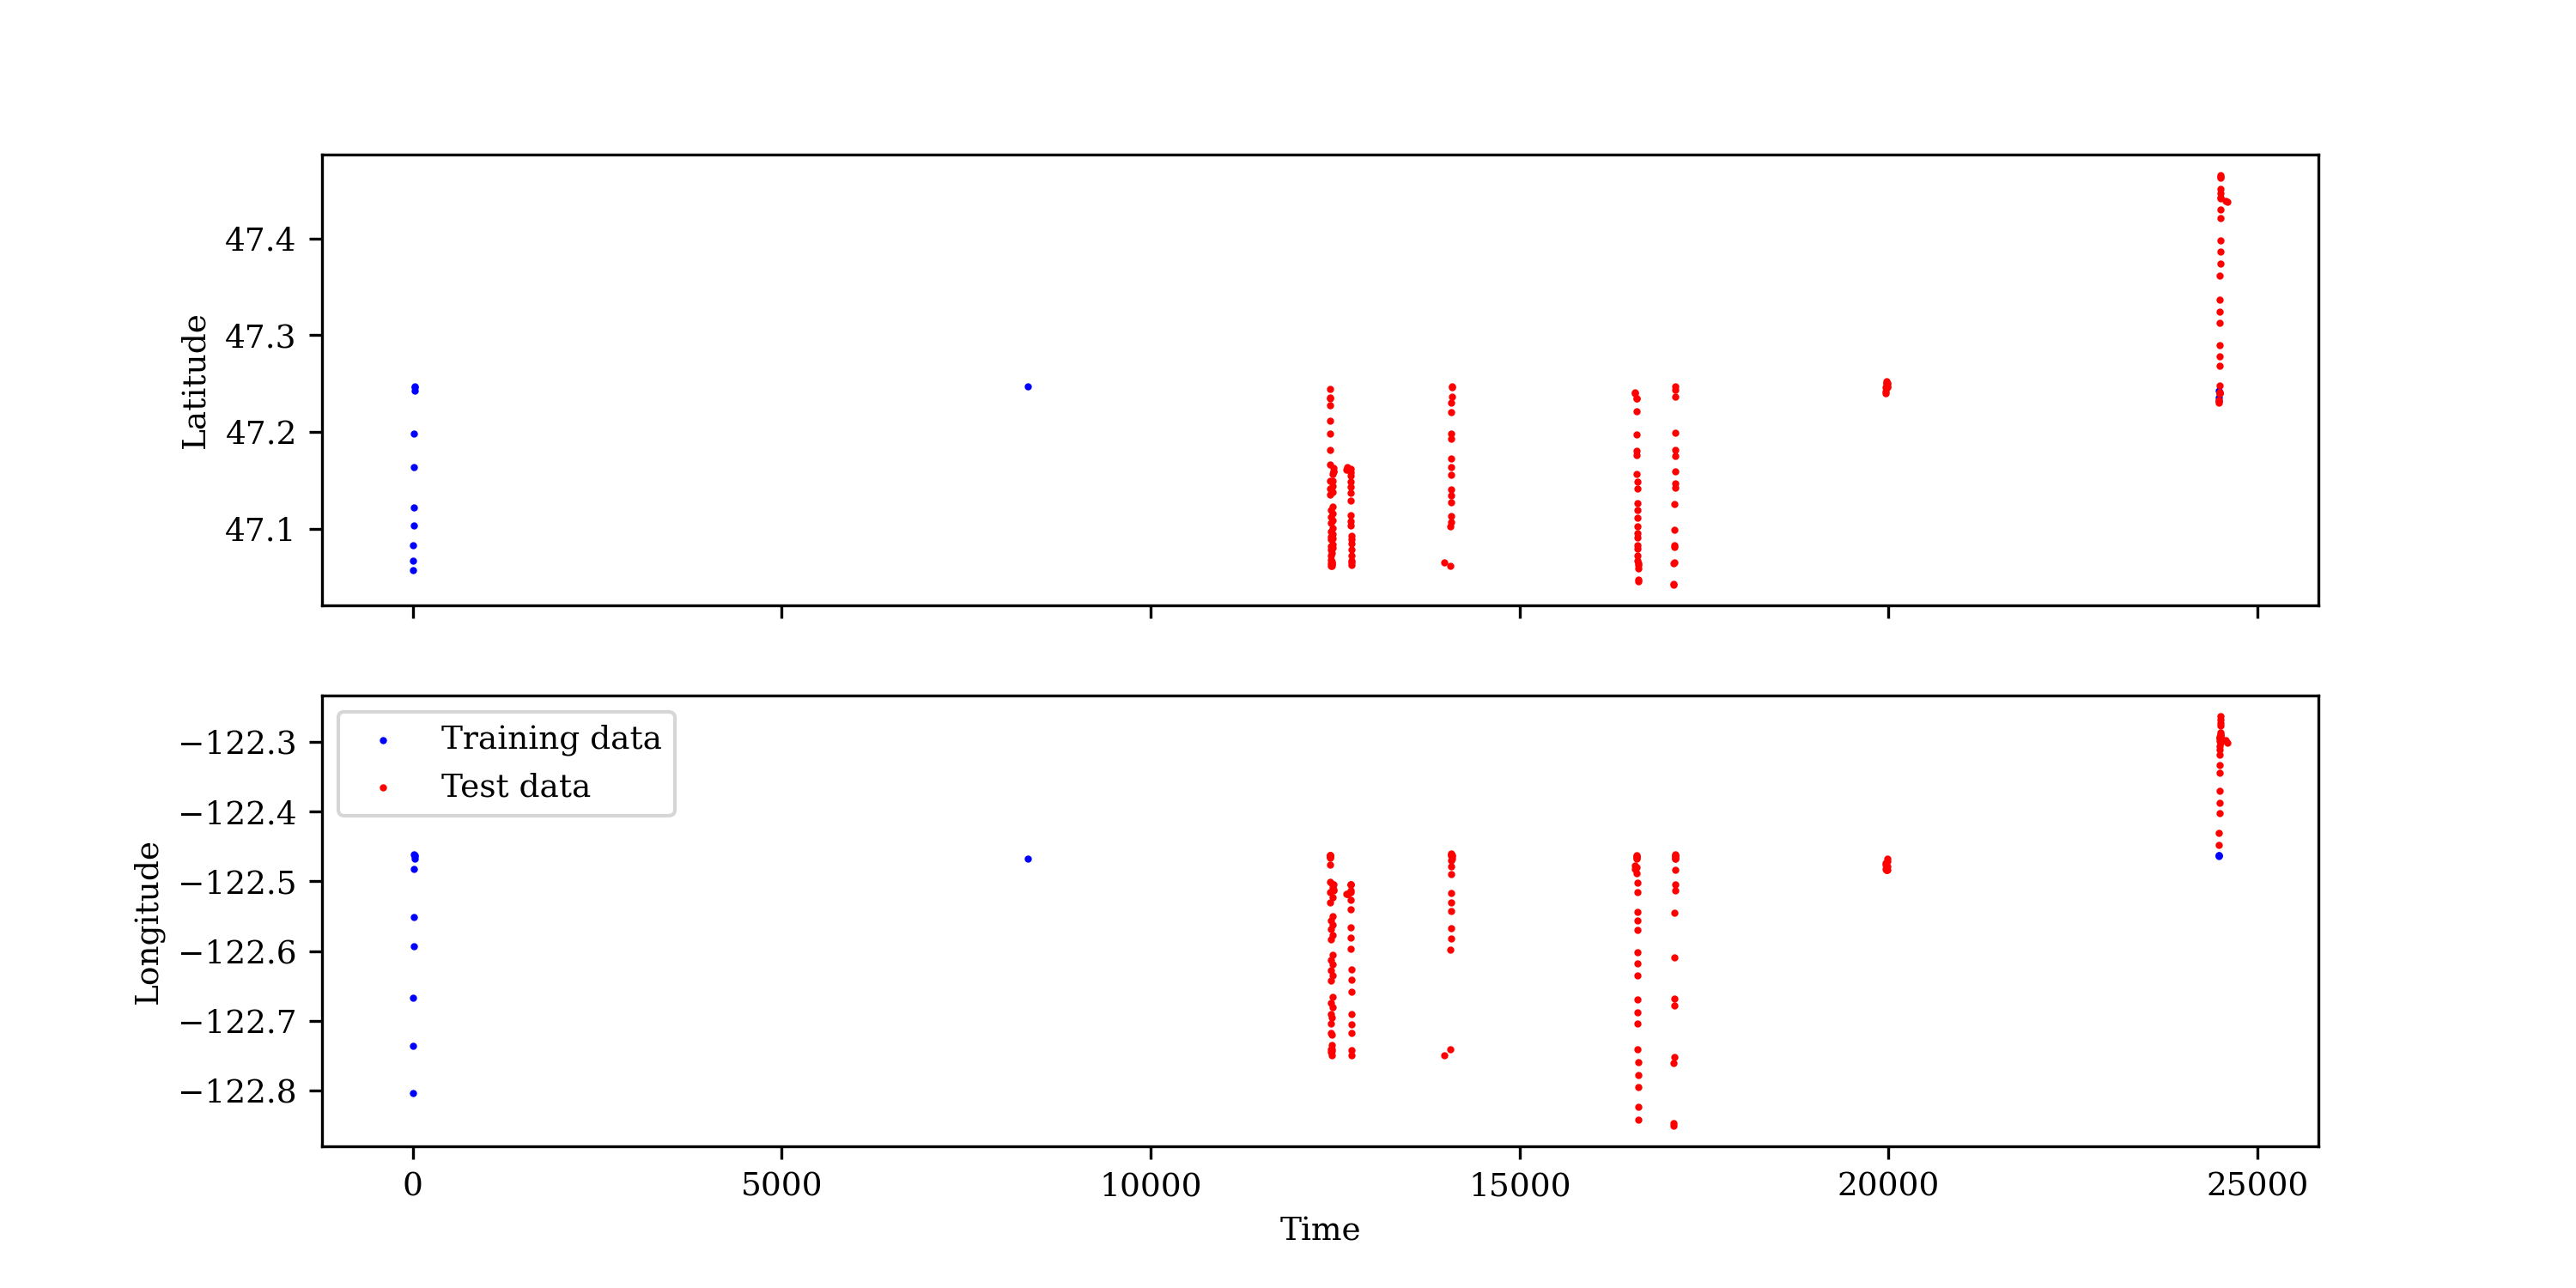 47.4
47.3
47.2
47.1
Latitude
−122.3
−122.4
−122.5
−122.6
−122.7
−122.8
Longitude
Training data
Test data
0 5000 10000 15000 20000 25000
Time